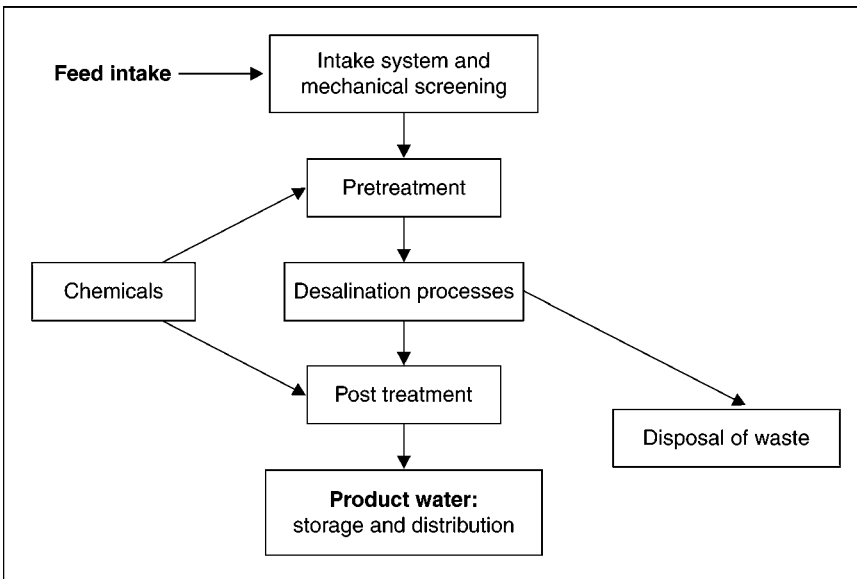 Feed intake
Intake system and
mechanical screening
Pretreatment
Chemicals
Desalination processes
Post treatment
Disposal of waste
Product water:
storage and distribution